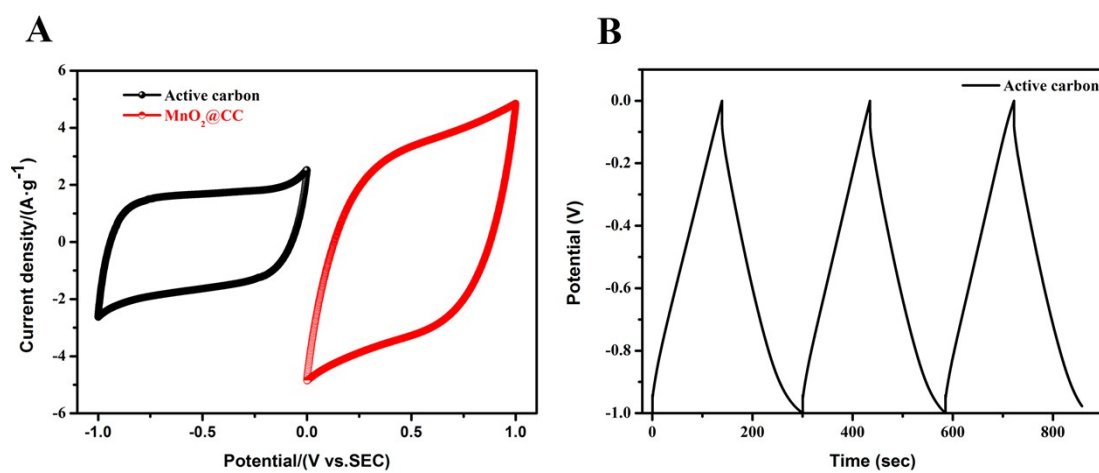 A
Active carbon
MnO₂@CC
6
4
2
0
-2
-4
-6
Current density/(A·g⁻¹)
-1.0 -0.5 0.0 0.5 1.0
Potential/(V vs.SEC)
B
Active carbon
0.0
-0.2
-0.4
-0.6
-0.8
-1.0
Potential (V)
0 200 400 600 800
Time (sec)